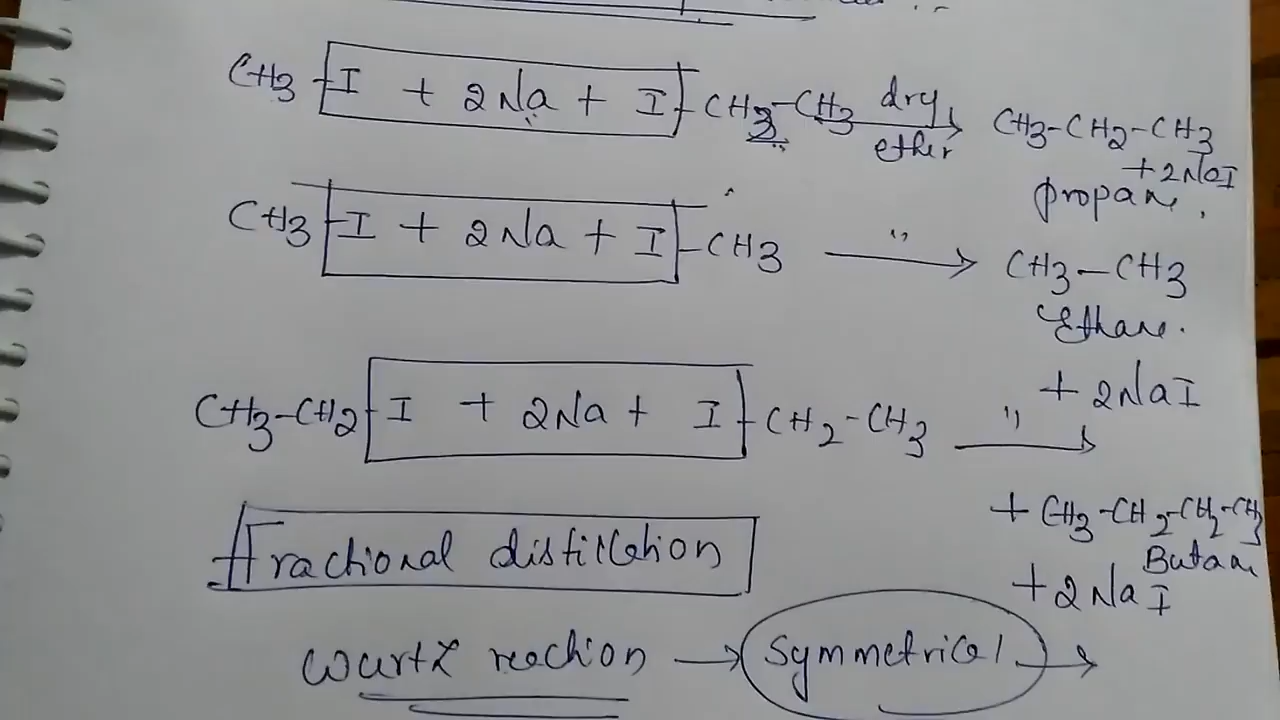 CH3-I + 2Na + I-CH3-CH3 dry ether → CH3-CH2-CH3
+2NaI
propane.
CH3-I + 2Na + I-CH3 " → CH3-CH3
Ethane.
+ 2NaI
CH3-CH2-I + 2Na + I-CH2-CH3 " →
+ CH3-CH2-CH2-CH3
Butane
+ 2NaI
fractional distillation
wurtz reaction → Symmetrical →